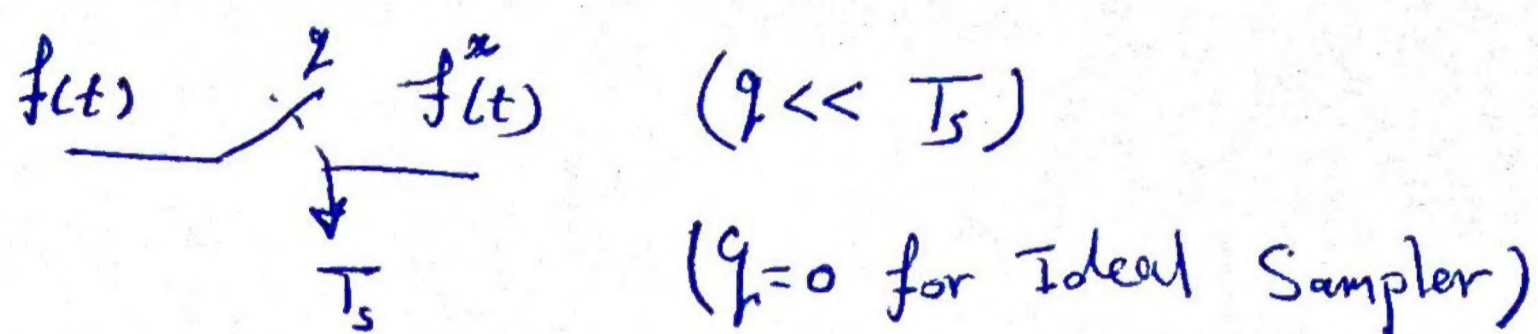 f(t) q f*(t) (q << Ts)
Ts
(q=0 for Ideal Sampler)